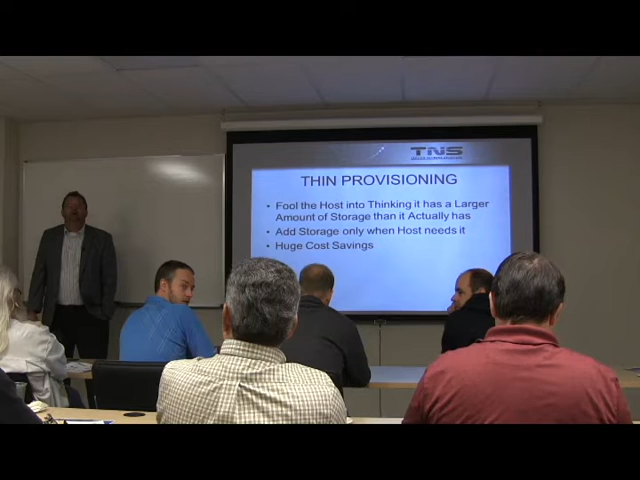 TNS
THIN PROVISIONING
• Fool the Host into Thinking it has a Larger
Amount of Storage than it Actually has
• Add Storage only when Host needs it
• Huge Cost Savings